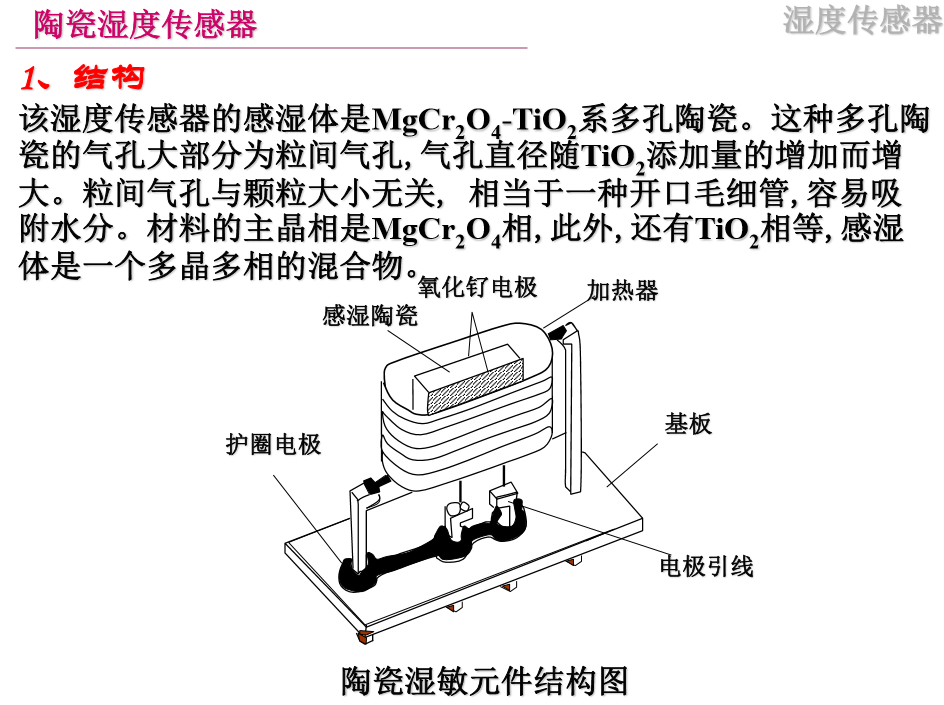 陶瓷湿度传感器
湿度传感器
1、结构
该湿度传感器的感湿体是MgCr₂O₄-TiO₂系多孔陶瓷。这种多孔陶
瓷的气孔大部分为粒间气孔,气孔直径随TiO₂添加量的增加而增
大。粒间气孔与颗粒大小无关, 相当于一种开口毛细管,容易吸
附水分。材料的主晶相是MgCr₂O₄相,此外,还有TiO₂相等,感湿
体是一个多晶多相的混合物。
氧化钌电极
加热器
感湿陶瓷
基板
护圈电极
电极引线
陶瓷湿敏元件结构图